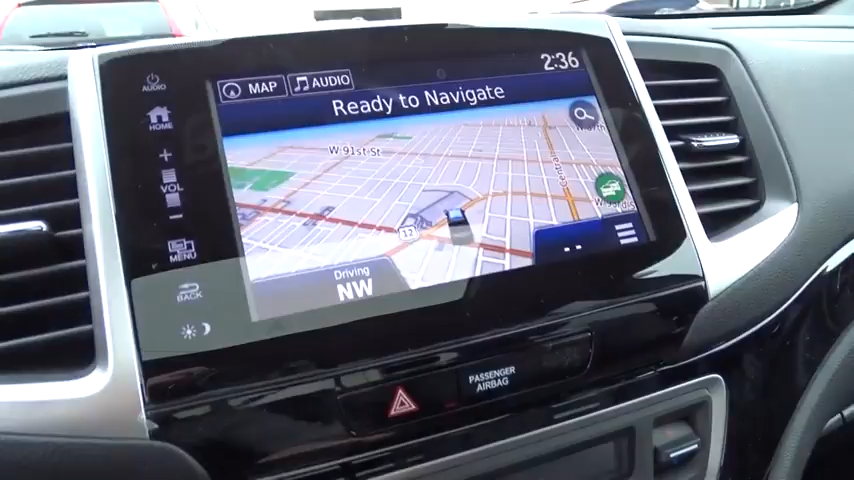 AUDIO
MAP
AUDIO
2:36
Ready to Navigate
HOME
W 91st St
VOL
Central
12
MENU
Driving
NW
BACK
PASSENGER
AIRBAG